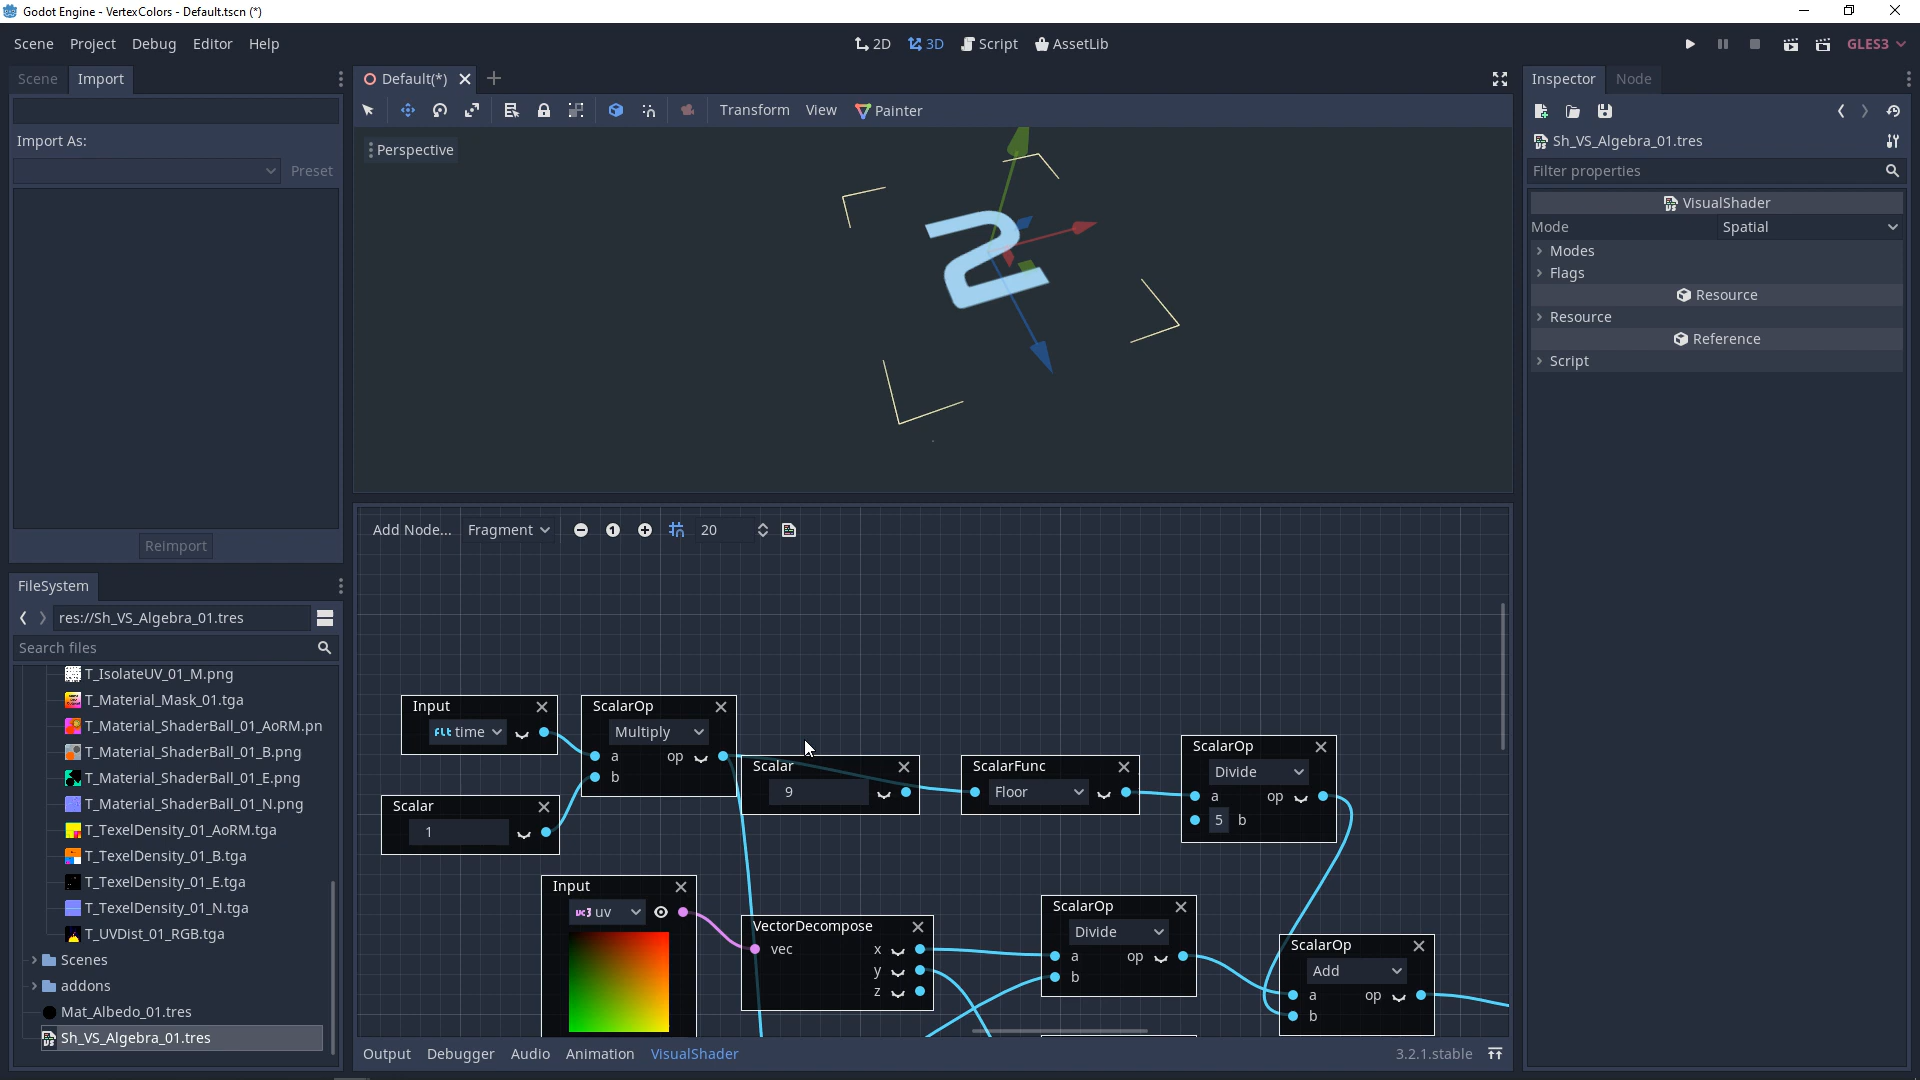 Godot Engine - VertexColors - Default.tscn (*)
Scene Project Debug Editor Help
2D 3D Script AssetLib
GLES3
Scene Import
Import As:
Preset
Reimport
FileSystem
res://Sh_VS_Algebra_01.tres
Search files
T_IsolateUV_01_M.png
T_Material_Mask_01.tga
T_Material_ShaderBall_01_AoRM.pn
T_Material_ShaderBall_01_B.png
T_Material_ShaderBall_01_E.png
T_Material_ShaderBall_01_N.png
T_TexelDensity_01_AoRM.tga
T_TexelDensity_01_B.tga
T_TexelDensity_01_E.tga
T_TexelDensity_01_N.tga
T_UVDist_01_RGB.tga
Scenes
addons
Mat_Albedo_01.tres
Sh_VS_Algebra_01.tres
Default(*)
Transform View Painter
Perspective
2
Add Node... Fragment 1 20
Input
flt time
ScalarOp
Multiply
a op
b
Scalar
1
Scalar
9
ScalarFunc
Floor
ScalarOp
Divide
a op
5 b
Input
vc3 uv
VectorDecompose
vec x
y
z
ScalarOp
Divide
a op
b
ScalarOp
Add
a op
b
Output Debugger Audio Animation VisualShader
3.2.1.stable
Inspector Node
Sh_VS_Algebra_01.tres
Filter properties
VisualShader
Mode Spatial
Modes
Flags
Resource
Resource
Reference
Script